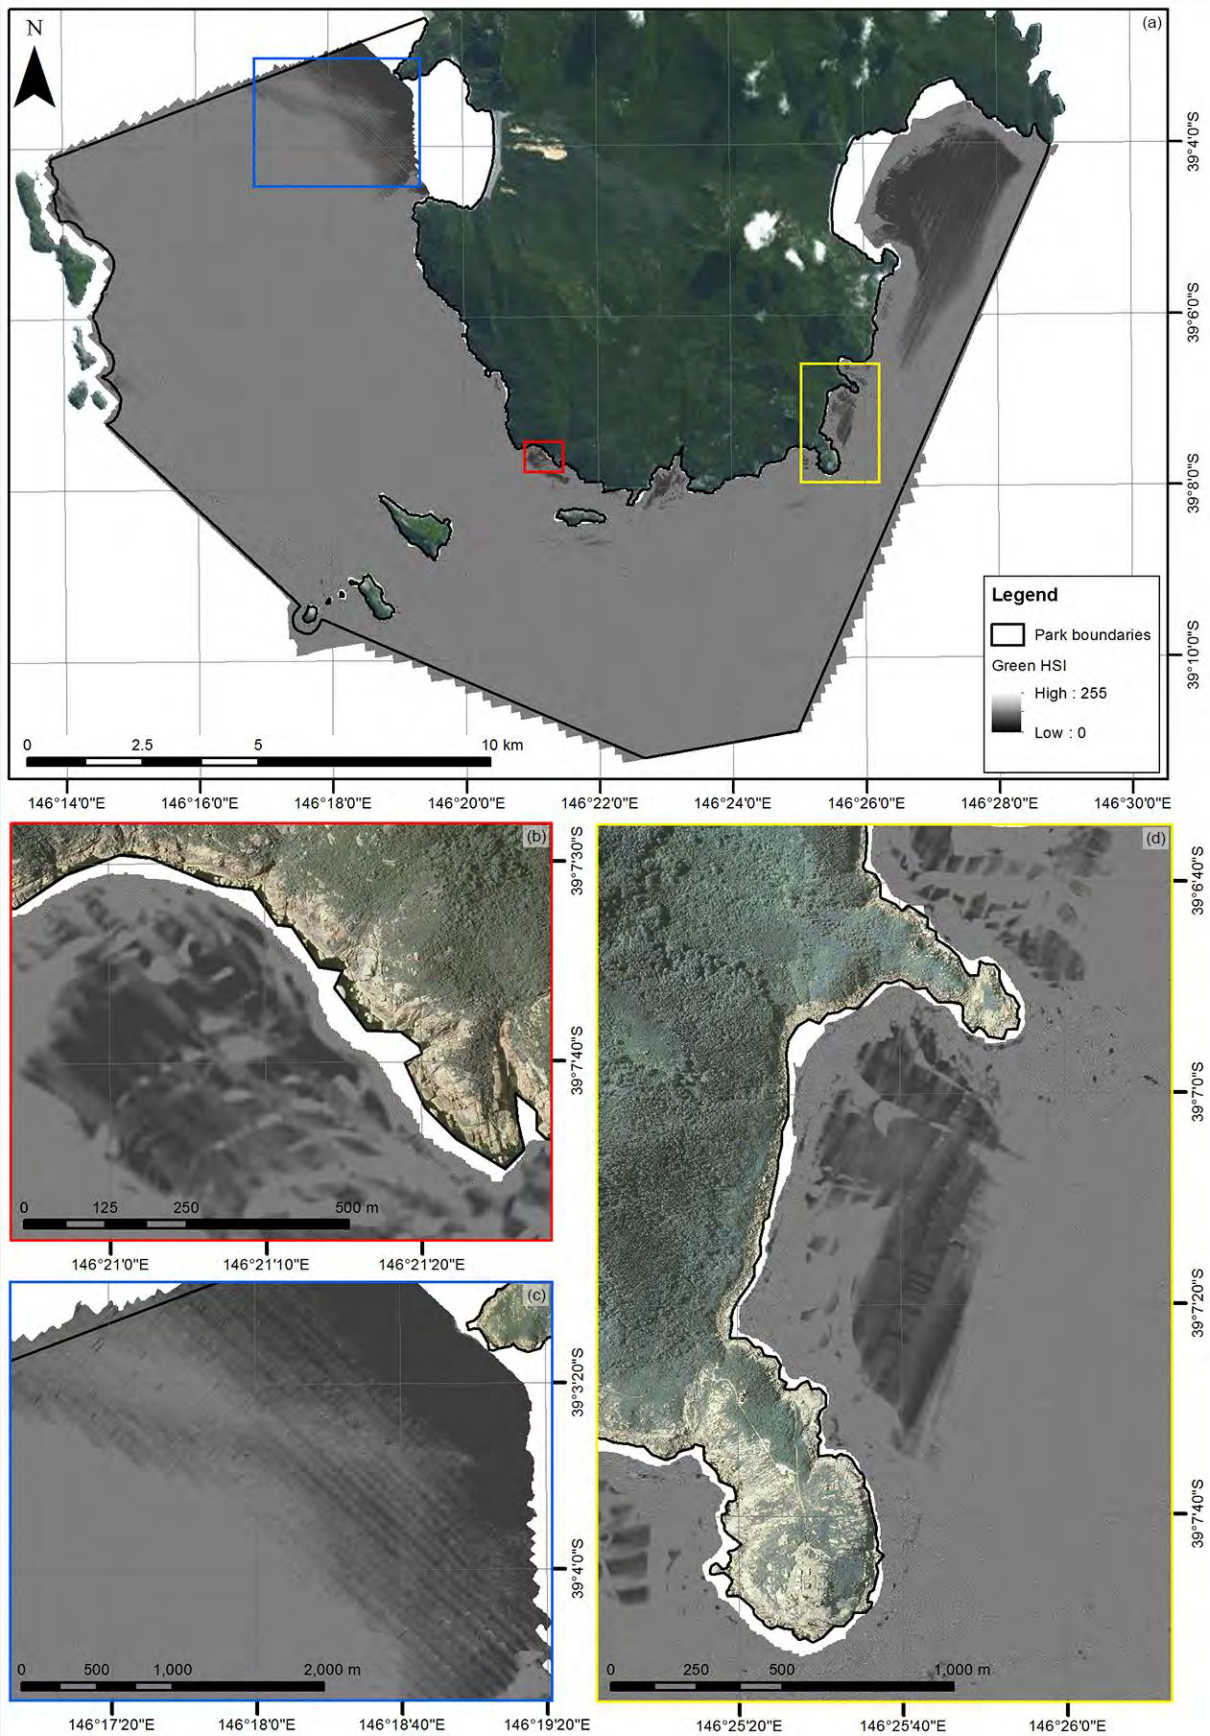 (a)
N
39°4'0"S
39°6'0"S
39°8'0"S
39°10'0"S
Legend
Park boundaries
Green HSI
High : 255
Low : 0
0 2.5 5 10 km
146°14'0"E 146°16'0"E 146°18'0"E 146°20'0"E 146°22'0"E 146°24'0"E 146°26'0"E 146°28'0"E 146°30'0"E
(b)
39°7'30"S
39°7'40"S
0 125 250 500 m
146°21'0"E 146°21'10"E 146°21'20"E
(c)
39°3'20"S
39°4'0"S
0 500 1,000 2,000 m
146°17'20"E 146°18'0"E 146°18'40"E 146°19'20"E
(d)
39°6'40"S
39°7'0"S
39°7'20"S
39°7'40"S
0 250 500 1,000 m
146°25'20"E 146°25'40"E 146°26'0"E